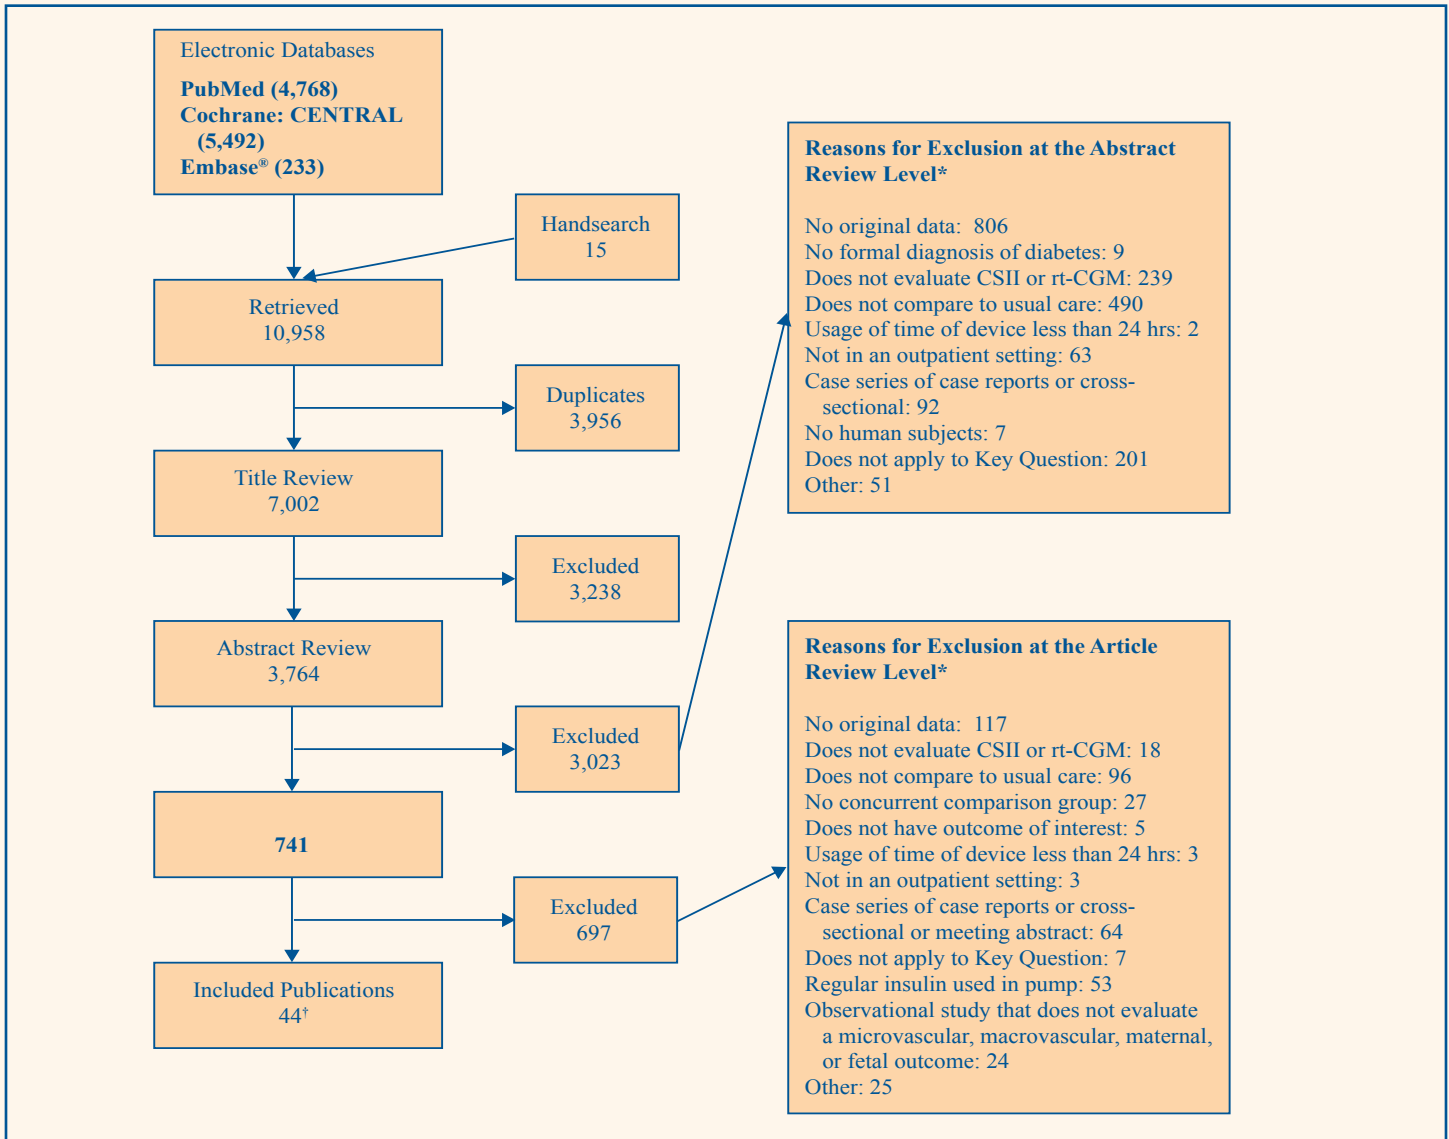 Electronic Databases
PubMed (4,768)
Cochrane: CENTRAL
(5,492)
Embase® (233)
Handsearch
15
Retrieved
10,958
Duplicates
3,956
Title Review
7,002
Excluded
3,238
Abstract Review
3,764
Excluded
3,023
741
Excluded
697
Included Publications
44†
Reasons for Exclusion at the Abstract
Review Level*
No original data: 806
No formal diagnosis of diabetes: 9
Does not evaluate CSII or rt-CGM: 239
Does not compare to usual care: 490
Usage of time of device less than 24 hrs: 2
Not in an outpatient setting: 63
Case series of case reports or cross-
sectional: 92
No human subjects: 7
Does not apply to Key Question: 201
Other: 51
Reasons for Exclusion at the Article
Review Level*
No original data: 117
Does not evaluate CSII or rt-CGM: 18
Does not compare to usual care: 96
No concurrent comparison group: 27
Does not have outcome of interest: 5
Usage of time of device less than 24 hrs: 3
Not in an outpatient setting: 3
Case series of case reports or cross-
sectional or meeting abstract: 64
Does not apply to Key Question: 7
Regular insulin used in pump: 53
Observational study that does not evaluate
a microvascular, macrovascular, maternal,
or fetal outcome: 24
Other: 25